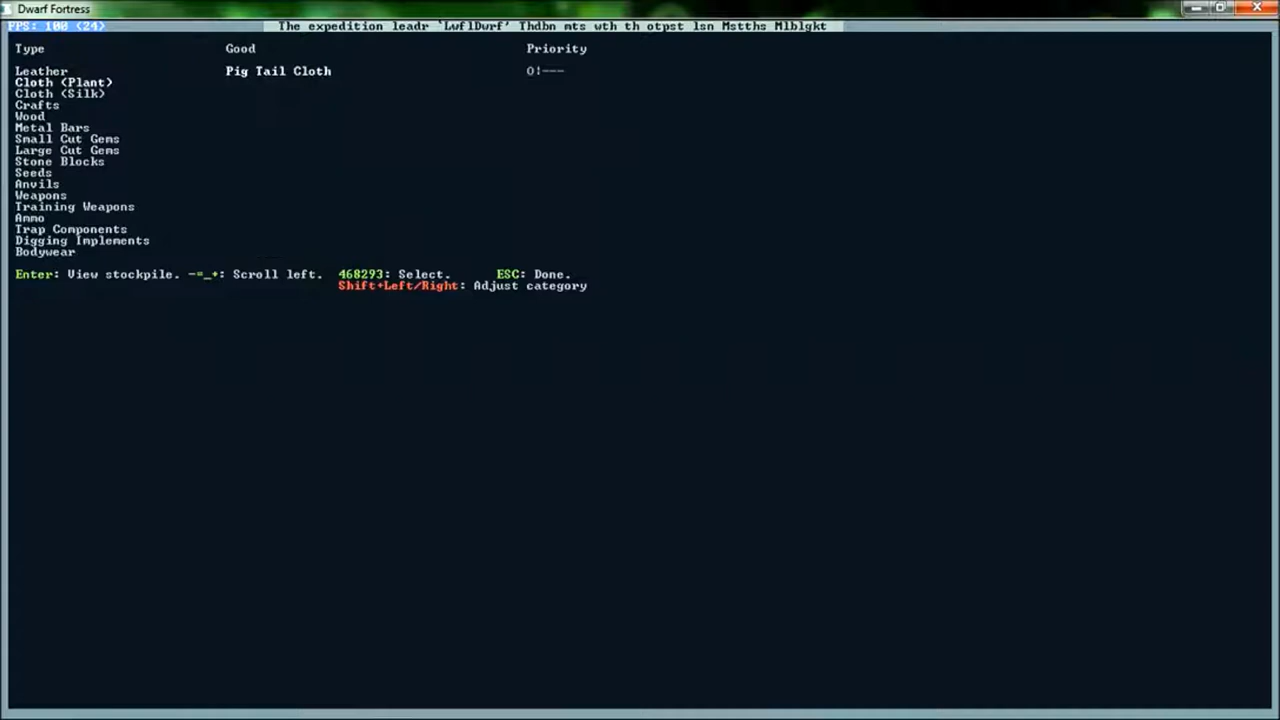 Dwarf Fortress
FPS: 100 (24)
The expedition leadr `LwflDwrf' Thdbn mts wth th otpst lsn Mstths Mlblgkt
Type Good Priority
Leather Pig Tail Cloth O!---
Cloth (Plant)
Cloth (Silk)
Crafts
Wood
Metal Bars
Small Cut Gems
Large Cut Gems
Stone Blocks
Seeds
Anvils
Weapons
Training Weapons
Ammo
Trap Components
Digging Implements
Bodywear
Enter: View stockpile. -=_+: Scroll left. 468293: Select. ESC: Done.
Shift+Left/Right: Adjust category